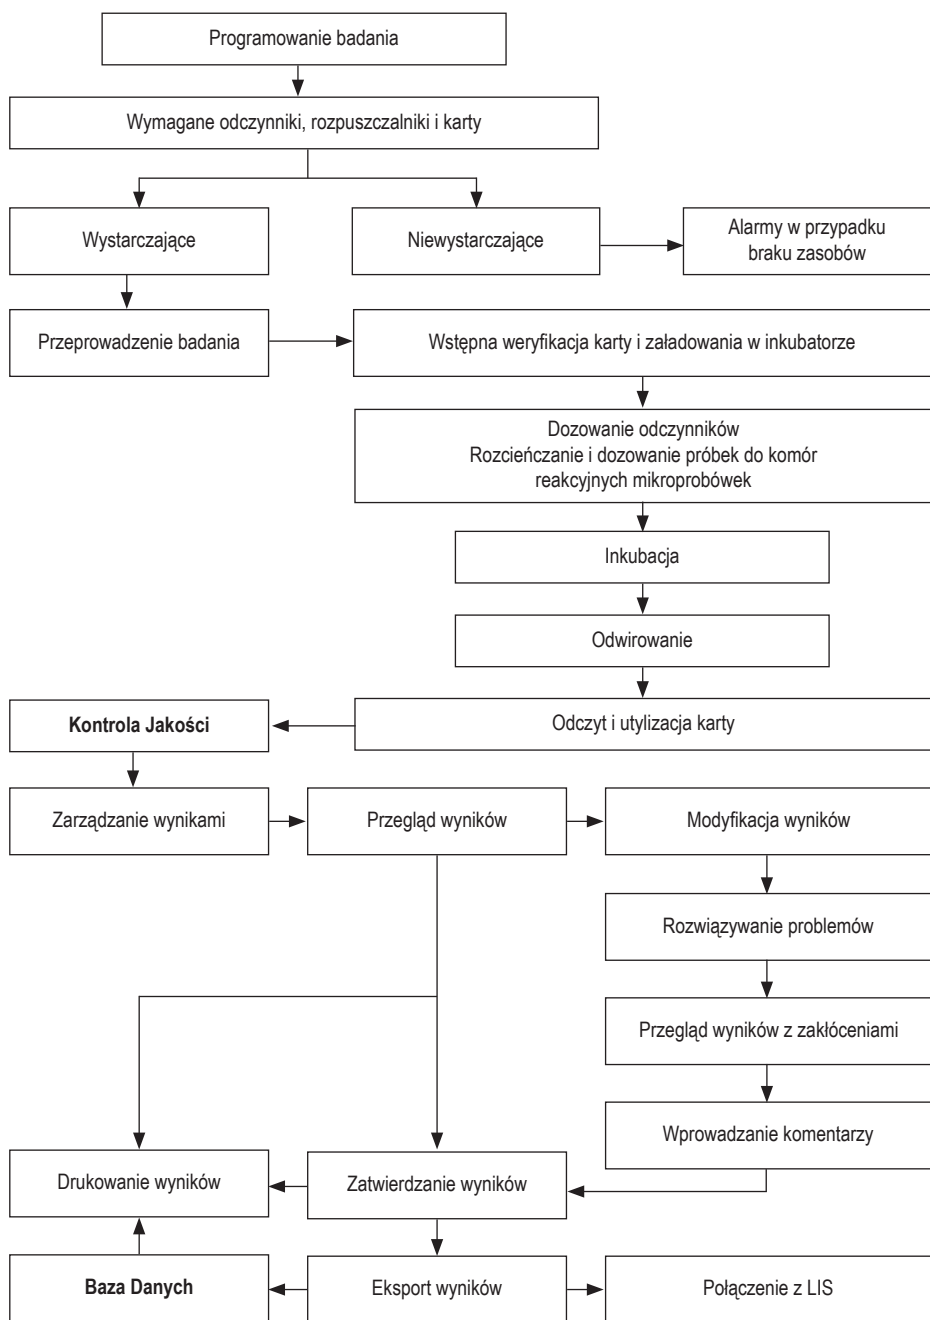 Programowanie badania
Wymagane odczynniki, rozpuszczalniki i karty
Wystarczające
Niewystarczające
Alarmy w przypadku
braku zasobów
Przeprowadzenie badania
Wstępna weryfikacja karty i załadowania w inkubatorze
Dozowanie odczynników
Rozcieńczanie i dozowanie próbek do komór
reakcyjnych mikroprobówek
Inkubacja
Odwirowanie
Kontrola Jakości
Odczyt i utylizacja karty
Zarządzanie wynikami
Przegląd wyników
Modyfikacja wyników
Rozwiązywanie problemów
Przegląd wyników z zakłóceniami
Wprowadzanie komentarzy
Drukowanie wyników
Zatwierdzanie wyników
Baza Danych
Eksport wyników
Połączenie z LIS